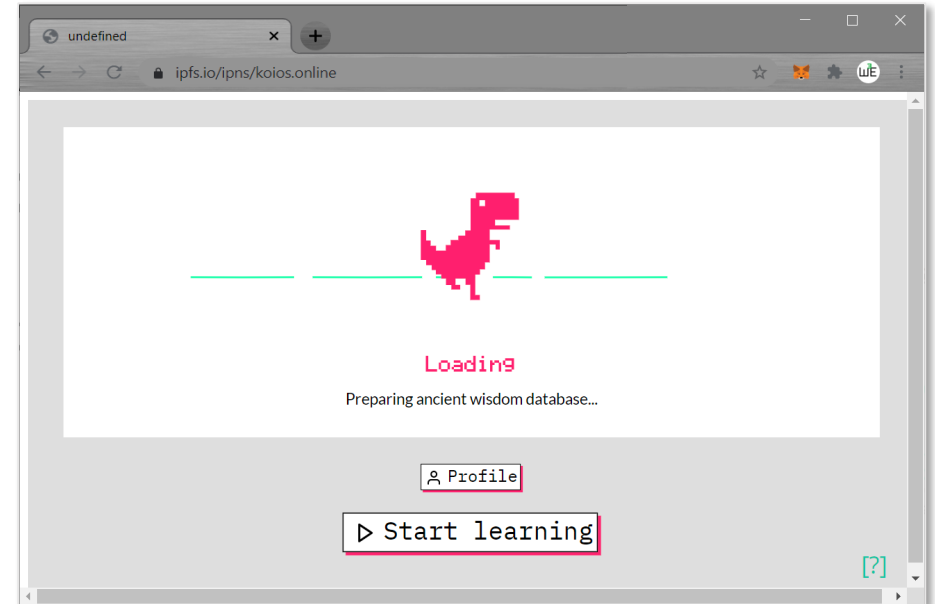 undefined
ipfs.io/ipns/koios.online
Loading
Preparing ancient wisdom database...
Profile
Start learning
[?]